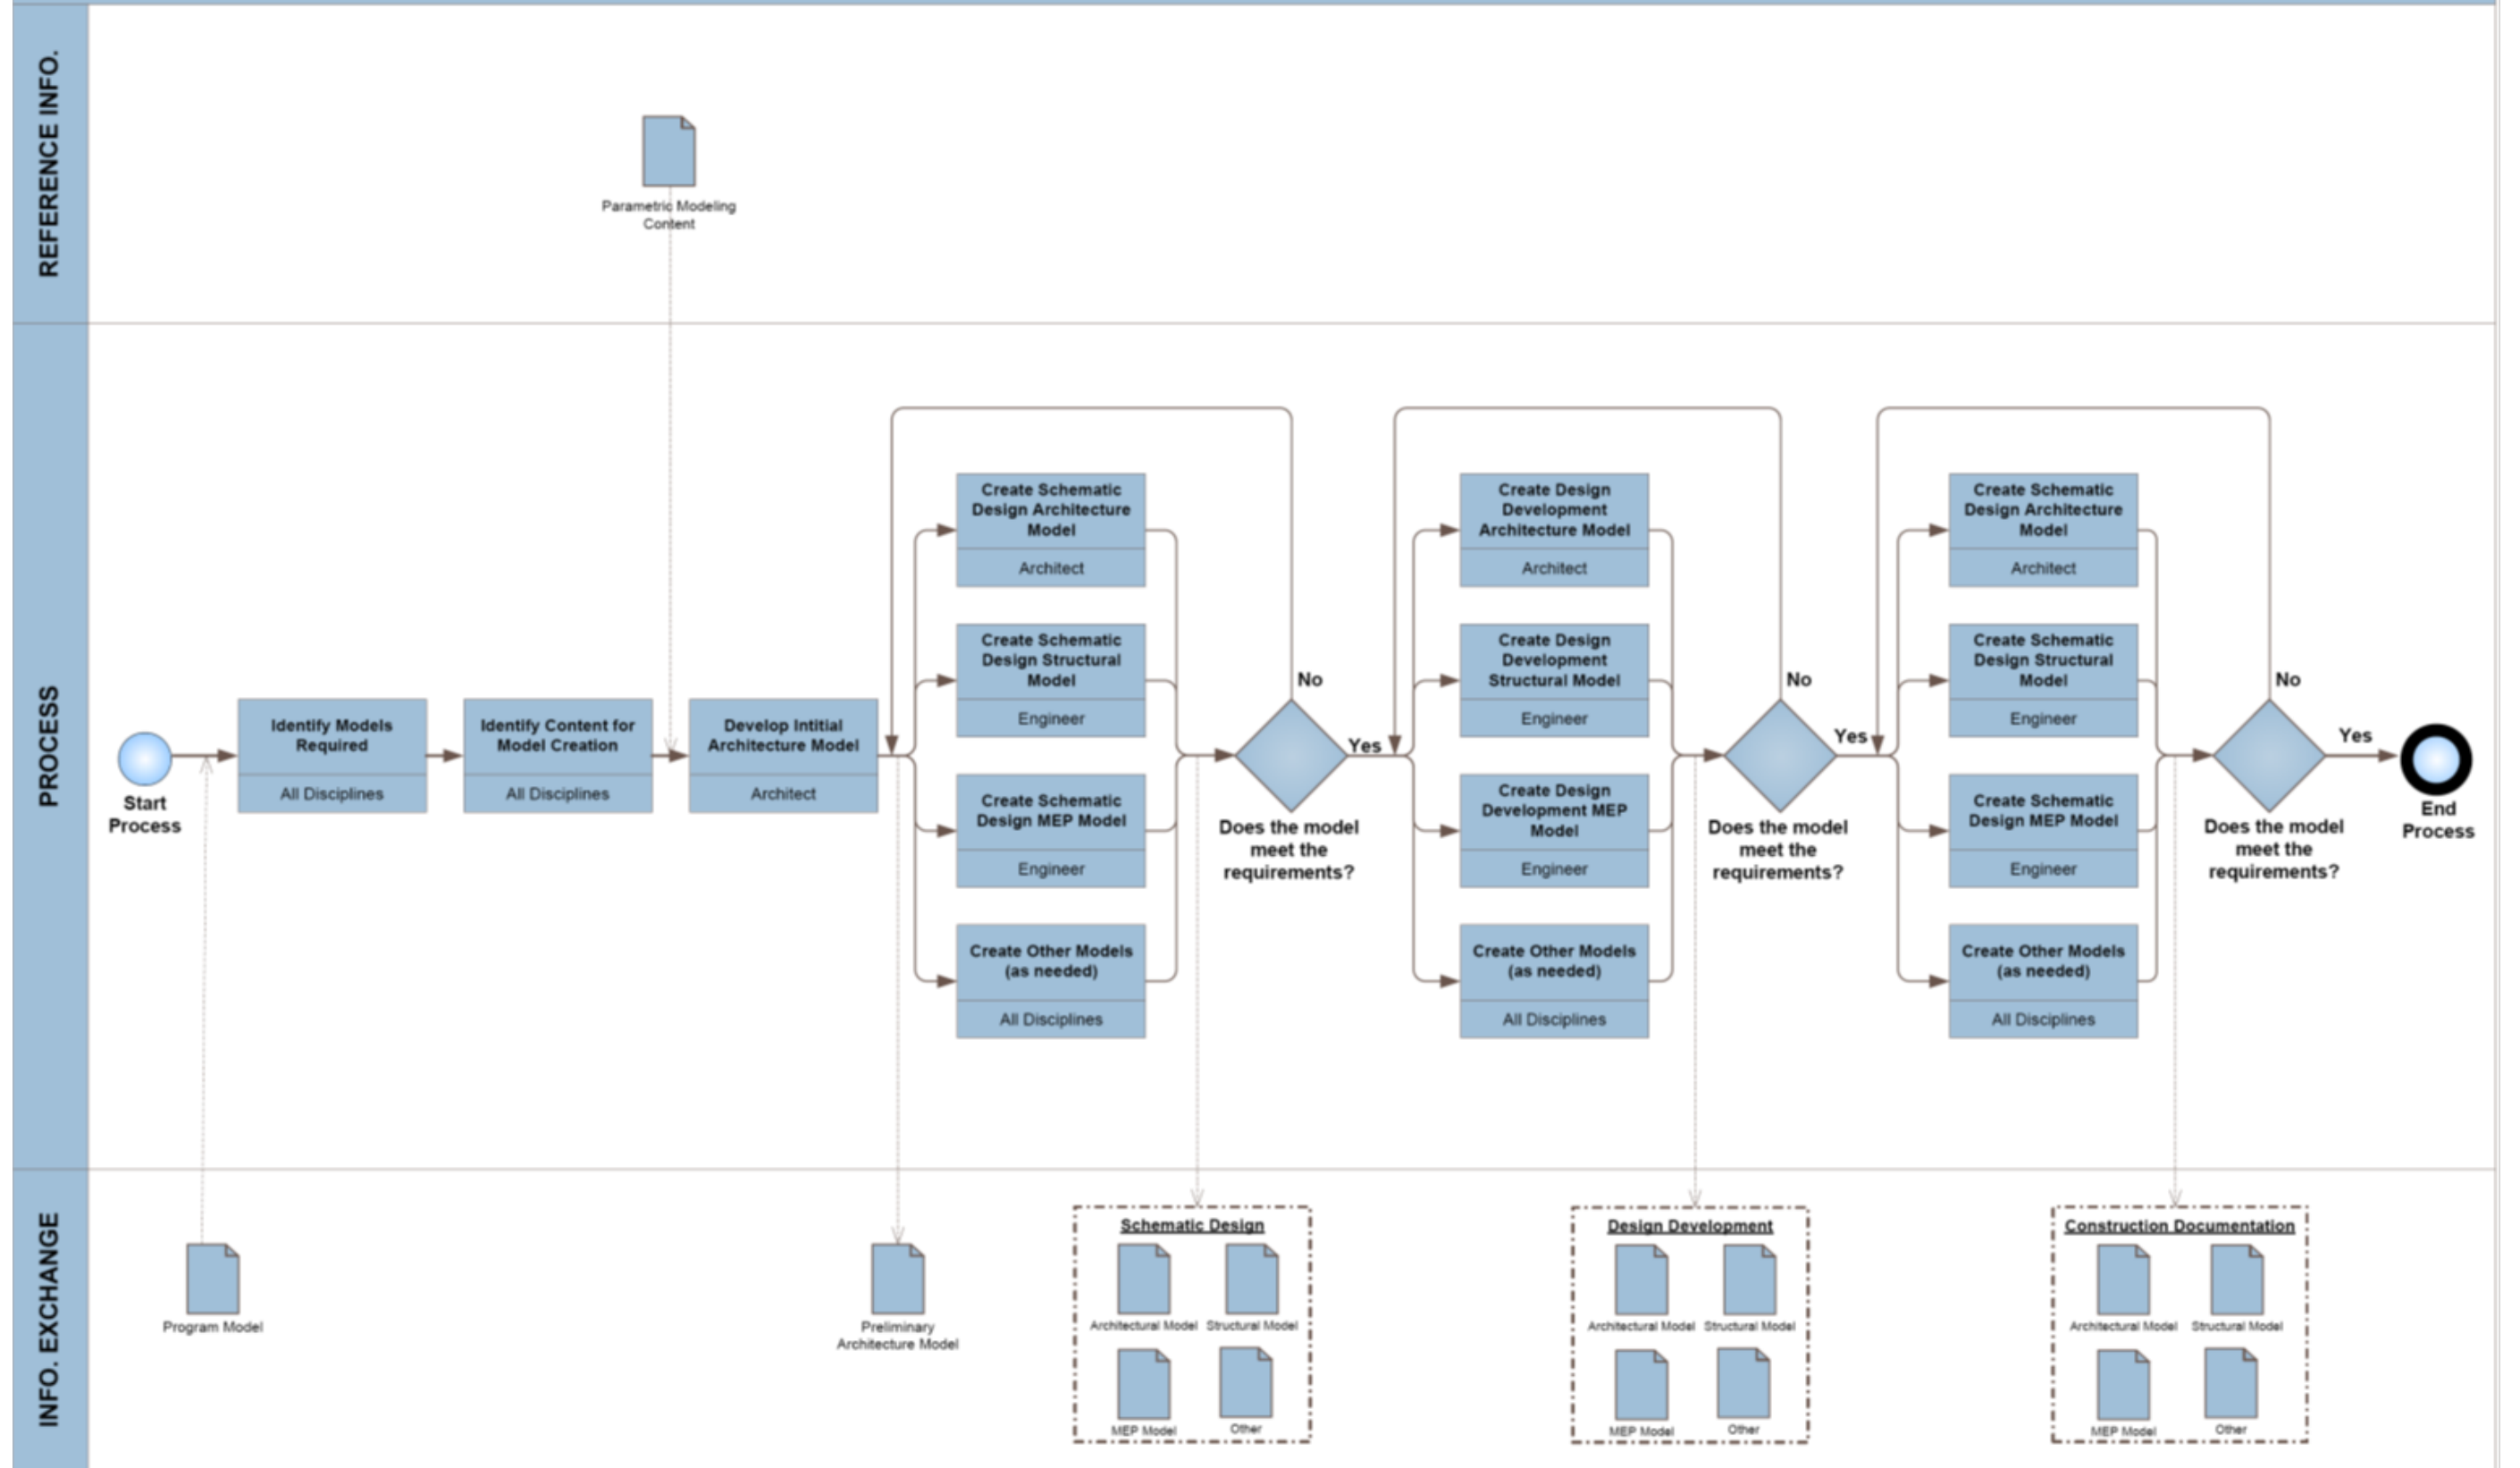 REFERENCE INFO.
Parametric Modeling
Content
PROCESS
Start
Process
Identify Models
Required
All Disciplines
Identify Content for
Model Creation
All Disciplines
Develop Intitial
Architecture Model
Architect
Create Schematic
Design Architecture
Model
Architect
Create Schematic
Design Structural
Model
Engineer
Create Schematic
Design MEP Model
Engineer
Create Other Models
(as needed)
All Disciplines
No
Yes
Does the model
meet the
requirements?
Create Design
Development
Architecture Model
Architect
Create Design
Development
Structural Model
Engineer
Create Design
Development MEP
Model
Engineer
Create Other Models
(as needed)
All Disciplines
No
Yes
Does the model
meet the
requirements?
Create Schematic
Design Architecture
Model
Architect
Create Schematic
Design Structural
Model
Engineer
Create Schematic
Design MEP Model
Engineer
Create Other Models
(as needed)
All Disciplines
No
Yes
Does the model
meet the
requirements?
End
Process
INFO. EXCHANGE
Program Model
Preliminary
Architecture Model
Schematic Design
Architectural Model
Structural Model
MEP Model
Other
Design Development
Architectural Model
Structural Model
MEP Model
Other
Construction Documentation
Architectural Model
Structural Model
MEP Model
Other